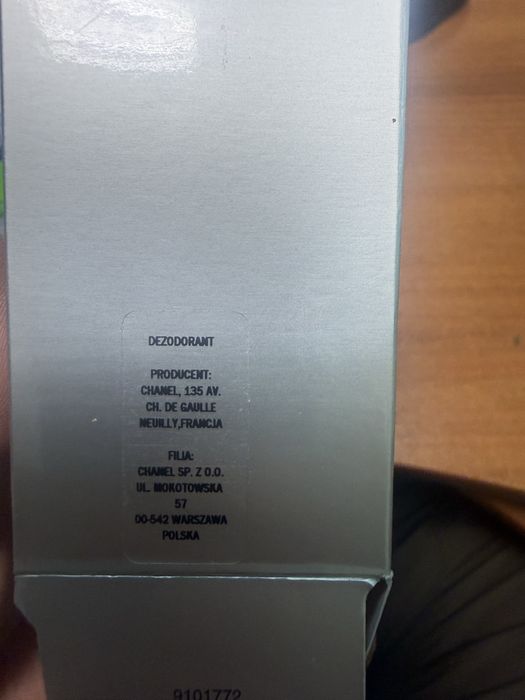 DEZODORANT
PRODUCENT:
CHANEL, 135 AV.
CH. DE GAULLE
NEUILLY,FRANCJA
FILIA:
CHANEL SP. Z O.O.
UL. MOKOTOWSKA
57
00-542 WARSZAWA
POLSKA
9101772